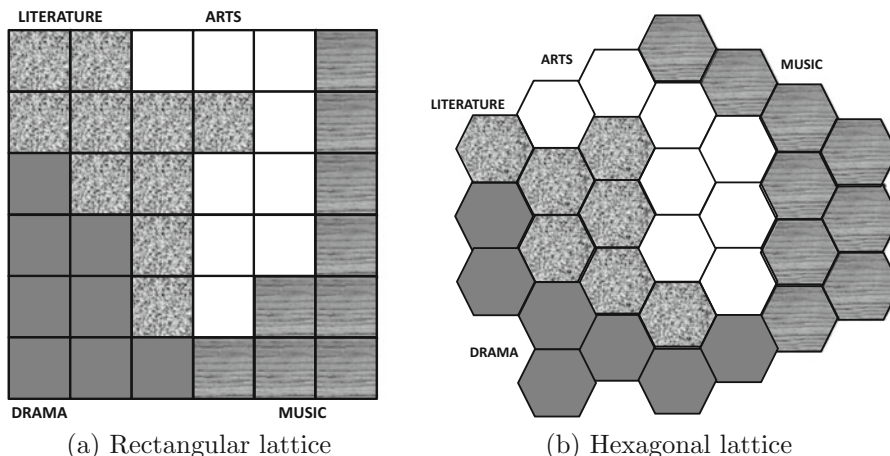 LITERATURE ARTS
DRAMA MUSIC
(a) Rectangular lattice
ARTS
MUSIC
LITERATURE
DRAMA
(b) Hexagonal lattice